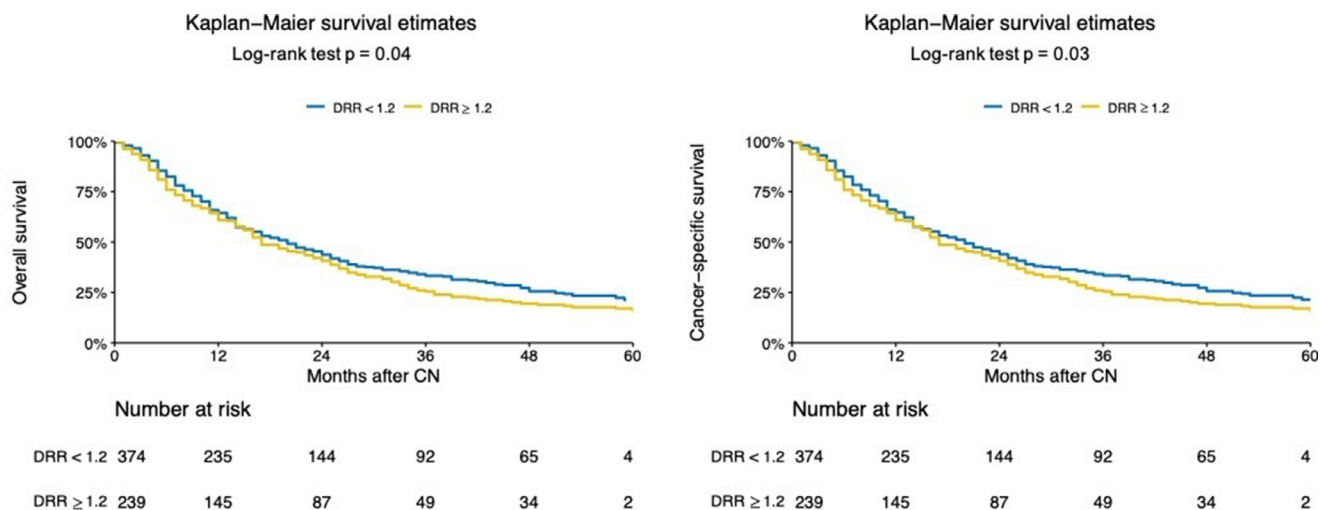 Kaplan–Maier survival etimates
Log-rank test p = 0.04
DRR < 1.2 DRR ≥ 1.2
Overall survival
100%
75%
50%
25%
0%
0 12 24 36 48 60
Months after CN
Number at risk
DRR < 1.2 374 235 144 92 65 4
DRR ≥ 1.2 239 145 87 49 34 2
Kaplan–Maier survival etimates
Log-rank test p = 0.03
DRR < 1.2 DRR ≥ 1.2
Cancer–specific survival
100%
75%
50%
25%
0%
0 12 24 36 48 60
Months after CN
Number at risk
DRR < 1.2 374 235 144 92 65 4
DRR ≥ 1.2 239 145 87 49 34 2